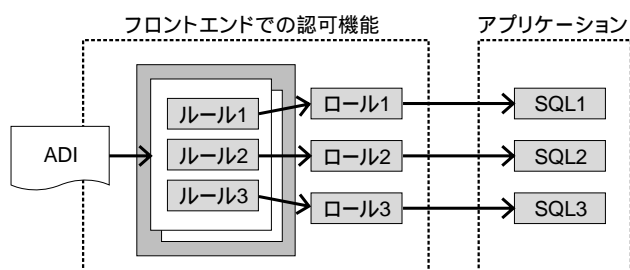 フロントエンドでの認可機能
アプリケーション
ADI
ルール1
ルール2
ルール3
ロール1
ロール2
ロール3
SQL1
SQL2
SQL3